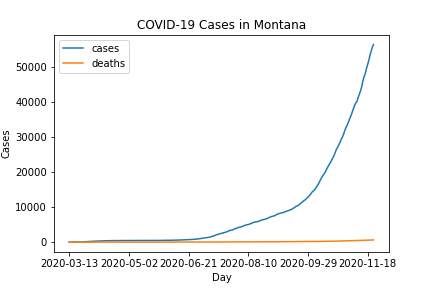 COVID-19 Cases in Montana
cases
deaths
50000
40000
30000
20000
10000
0
Cases
2020-03-13 2020-05-02 2020-06-21 2020-08-10 2020-09-29 2020-11-18
Day